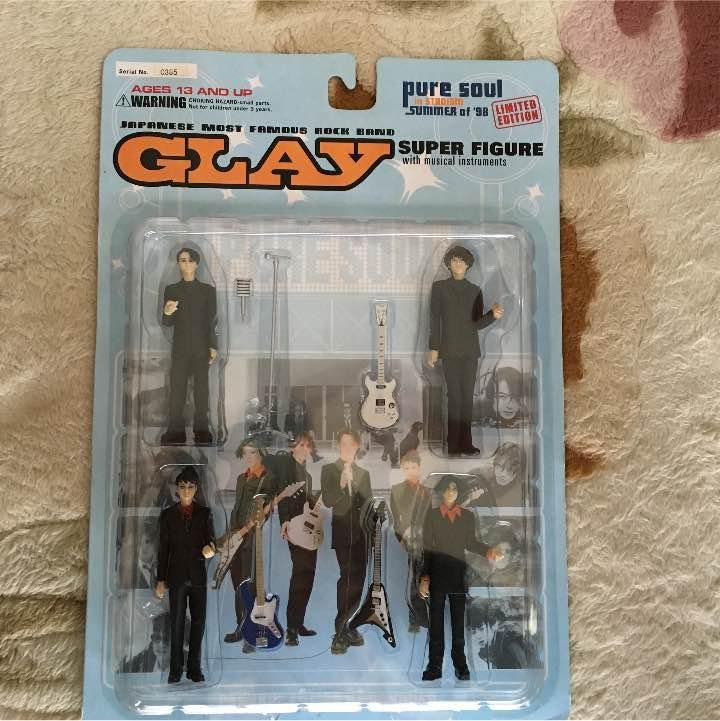 Serial No. 0385
AGES 13 AND UP
WARNING CHOKING HAZARD-small parts.
Not for children under 3 years.
pure soul
in STADIUM
SUMMER of '98
LIMITED
EDITION
JAPANESE MOST FAMOUS ROCK BAND
GLAY SUPER FIGURE
with musical instruments